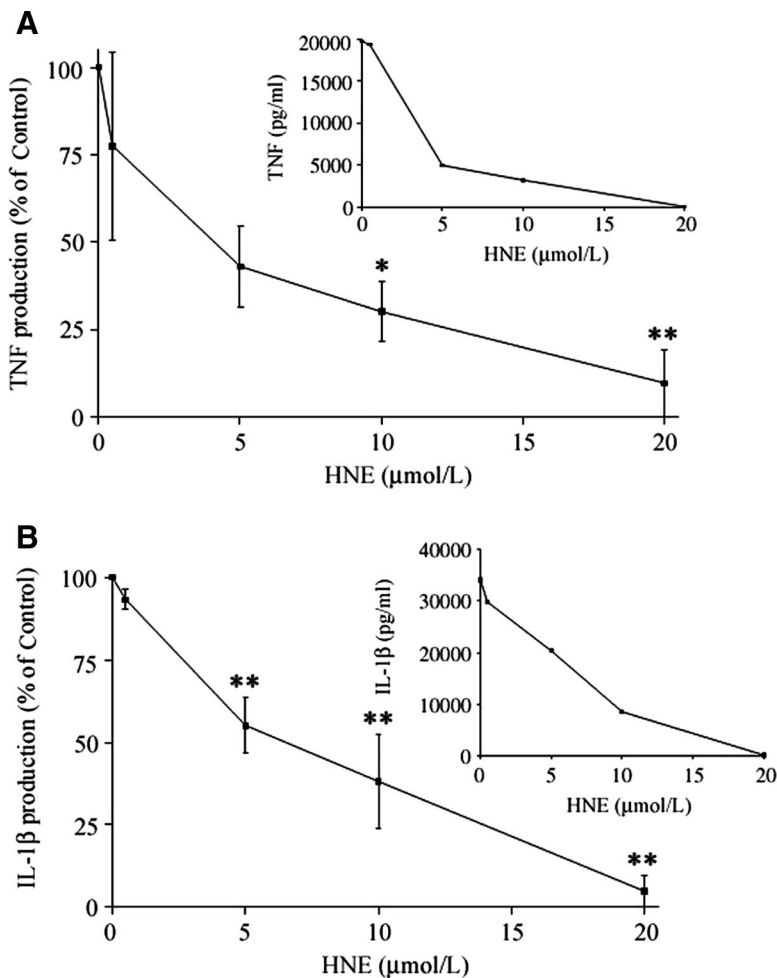 A
TNF production (% of Control)
100
75
50
25
0
0 5 10 15 20
HNE (µmol/L)
*
**
TNF (pg/ml)
20000
15000
10000
5000
0
0 5 10 15 20
HNE (µmol/L)
B
IL-1β production (% of Control)
100
75
50
25
0
0 5 10 15 20
HNE (µmol/L)
**
**
**
IL-1β (pg/ml)
40000
30000
20000
10000
0
0 5 10 15 20
HNE (µmol/L)